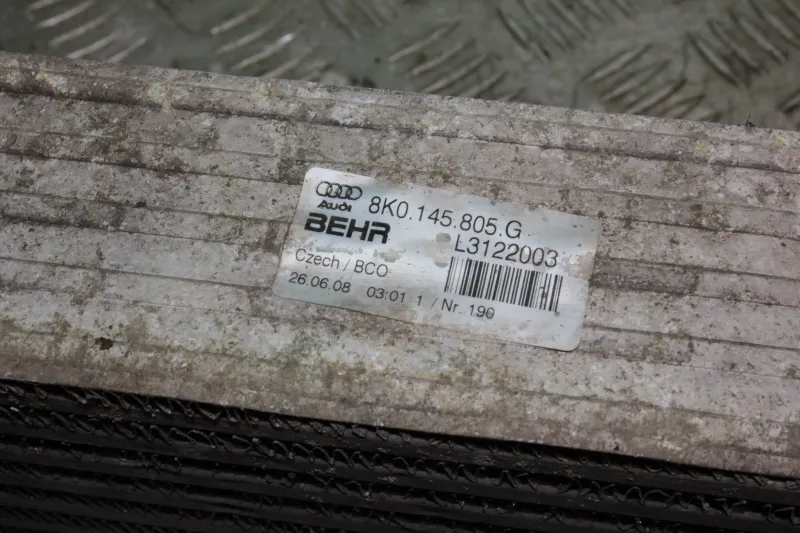 Audi 8K0.145.805.G
BEHR L3122003
Czech / BCO
26.06.08 03:01 1 / Nr. 190